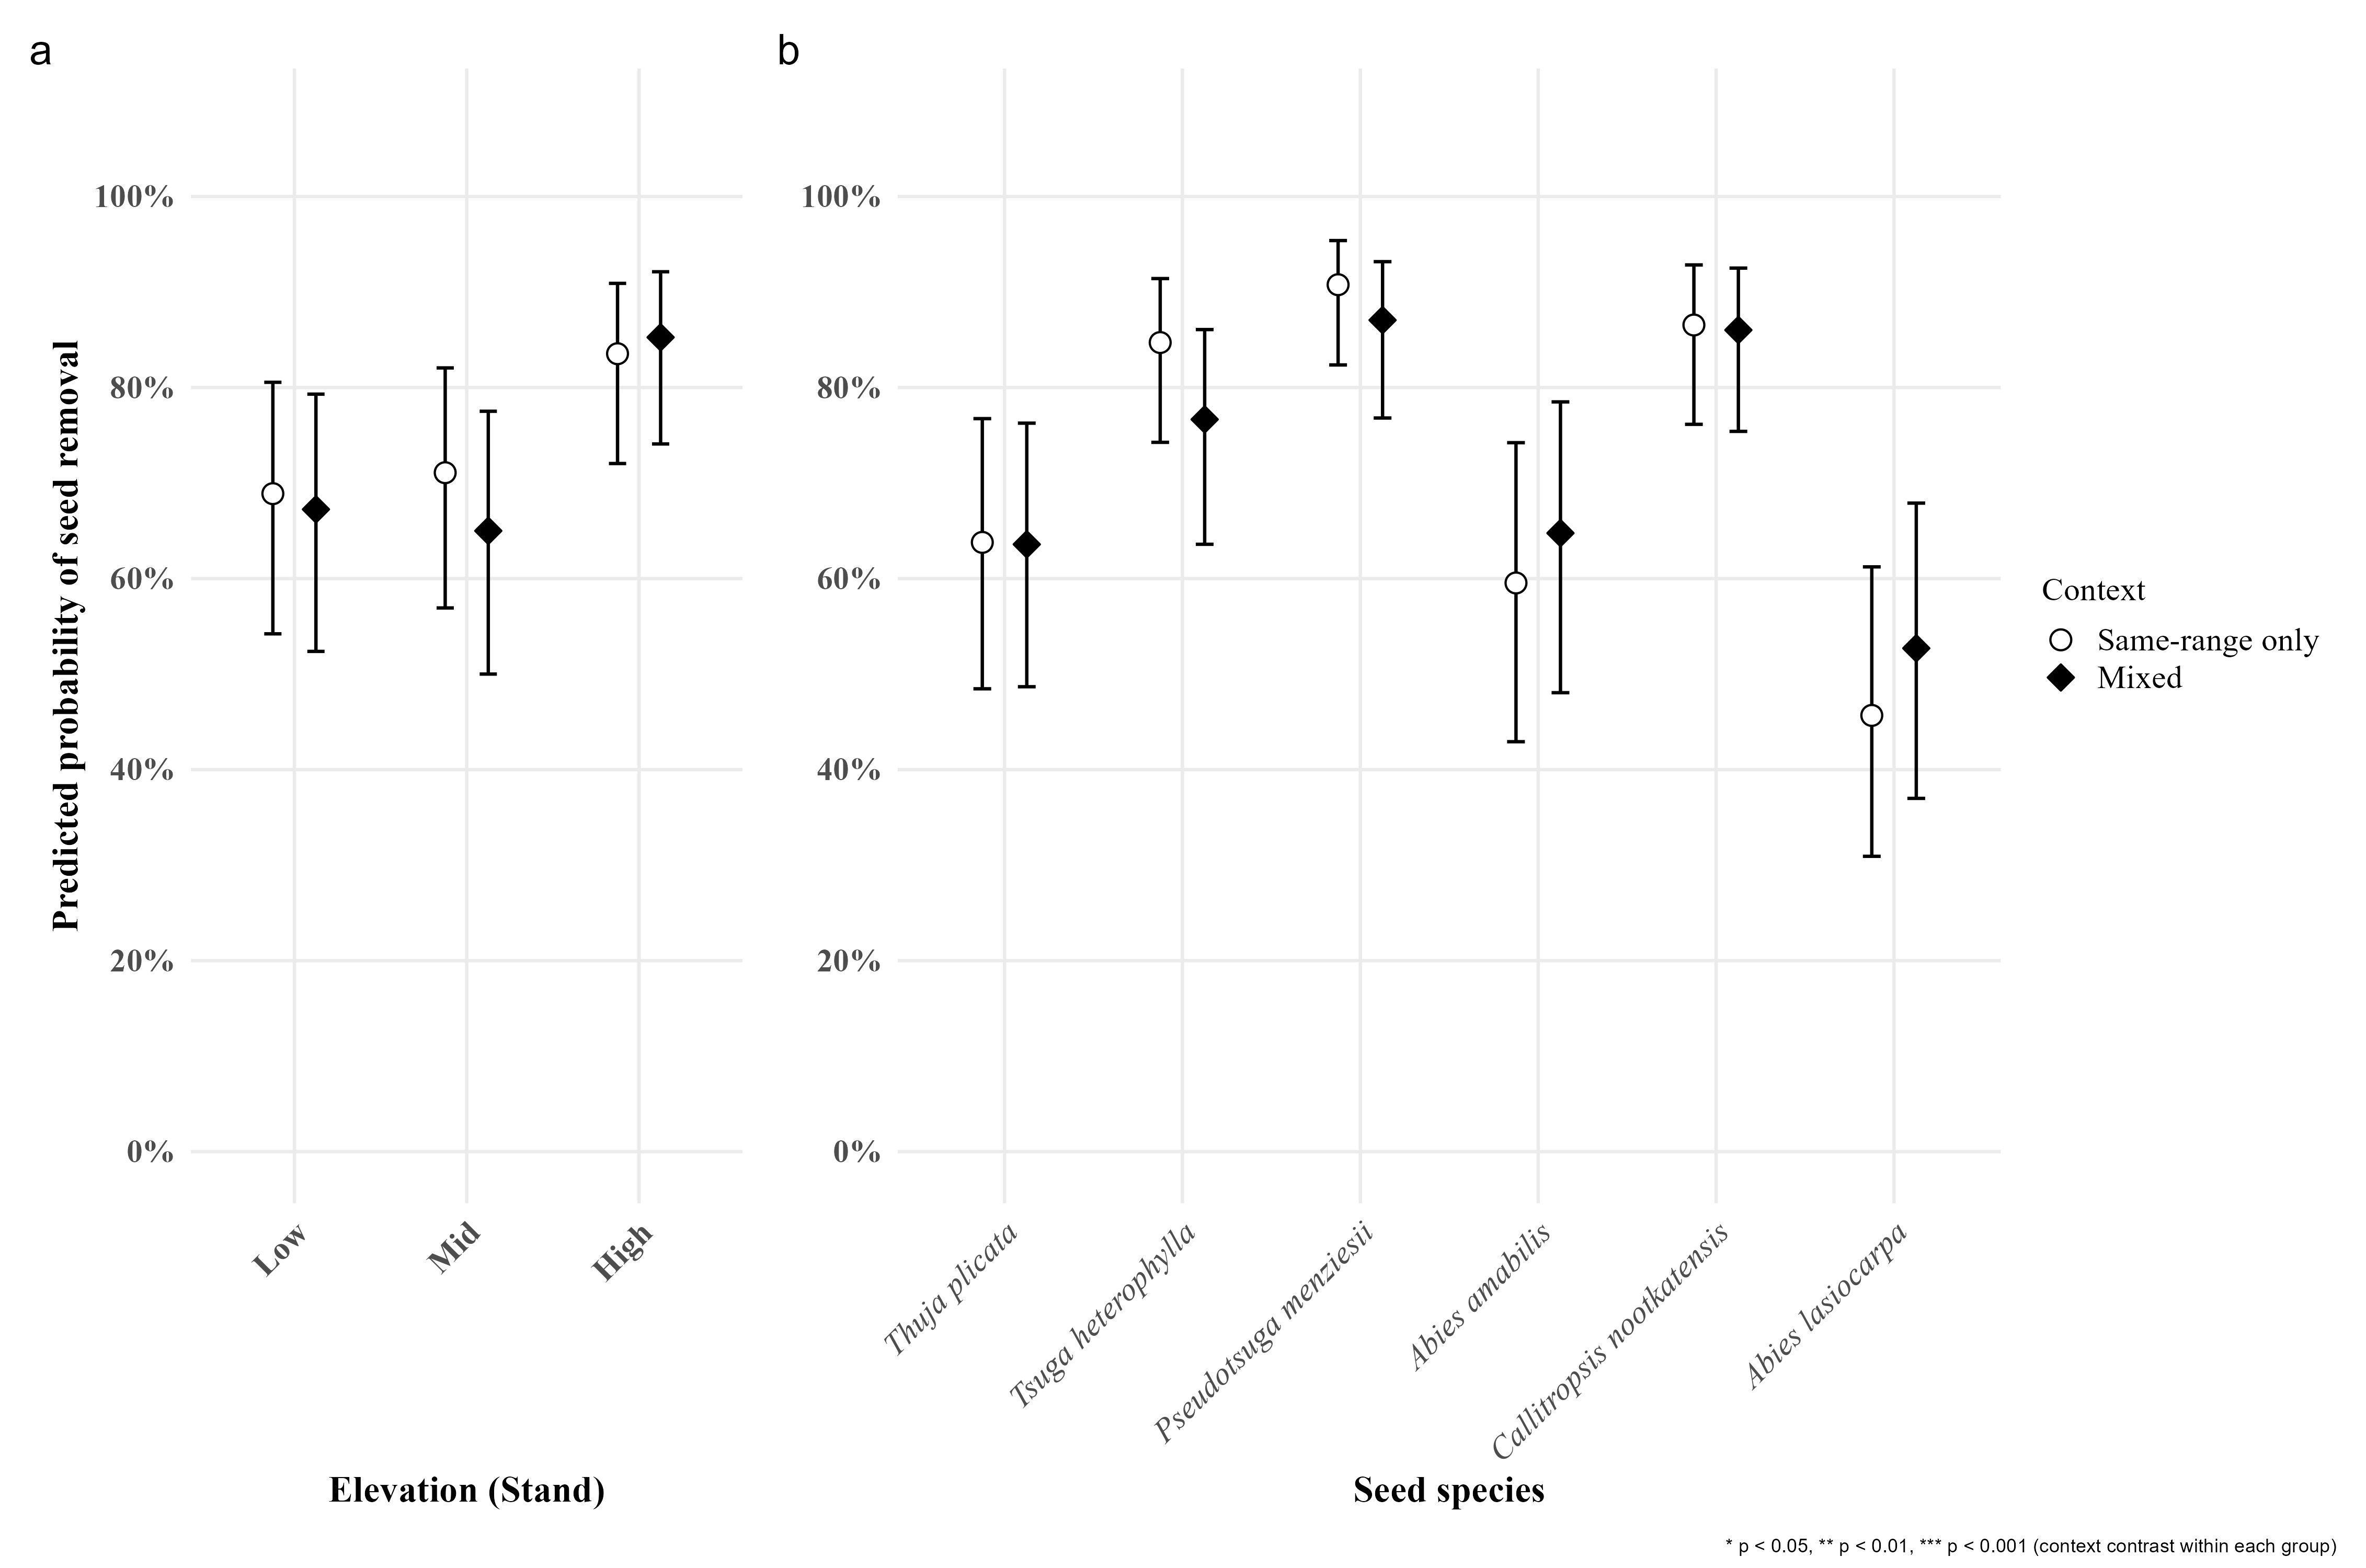 a
b
Predicted probability of seed removal
100%
80%
60%
40%
20%
0%
Low
Mid
High
Elevation (Stand)
100%
80%
60%
40%
20%
0%
Thuja plicata
Tsuga heterophylla
Pseudotsuga menziesii
Abies amabilis
Callitropsis nootkatensis
Abies lasiocarpa
Seed species
Context
Same-range only
Mixed
* p < 0.05, ** p < 0.01, *** p < 0.001 (context contrast within each group)